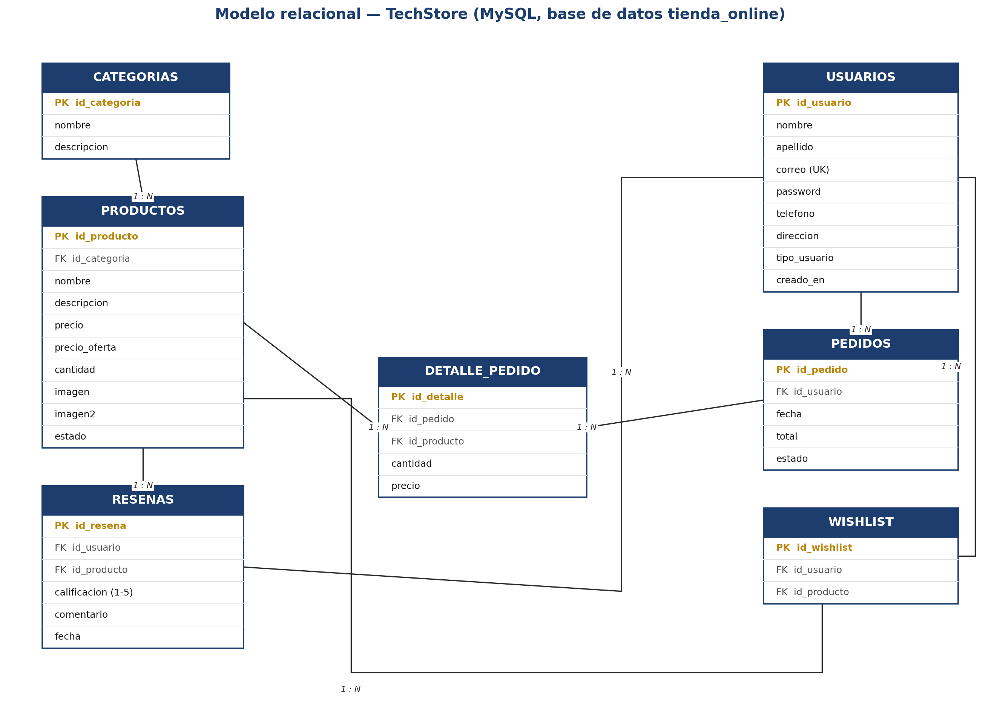 Modelo relacional — TechStore (MySQL, base de datos tienda_online)
CATEGORIAS
PK id_categoria
nombre
descripcion
1 : N
PRODUCTOS
PK id_producto
FK id_categoria
nombre
descripcion
precio
precio_oferta
cantidad
imagen
imagen2
estado
1 : N
RESENAS
PK id_resena
FK id_usuario
FK id_producto
calificacion (1-5)
comentario
fecha
DETALLE_PEDIDO
PK id_detalle
FK id_pedido
1 : N
1 : N
FK id_producto
cantidad
precio
1 : N
1 : N
USUARIOS
PK id_usuario
nombre
apellido
correo (UK)
password
telefono
direccion
tipo_usuario
creado_en
1 : N
PEDIDOS
1 : N
PK id_pedido
FK id_usuario
fecha
total
estado
WISHLIST
PK id_wishlist
FK id_usuario
FK id_producto